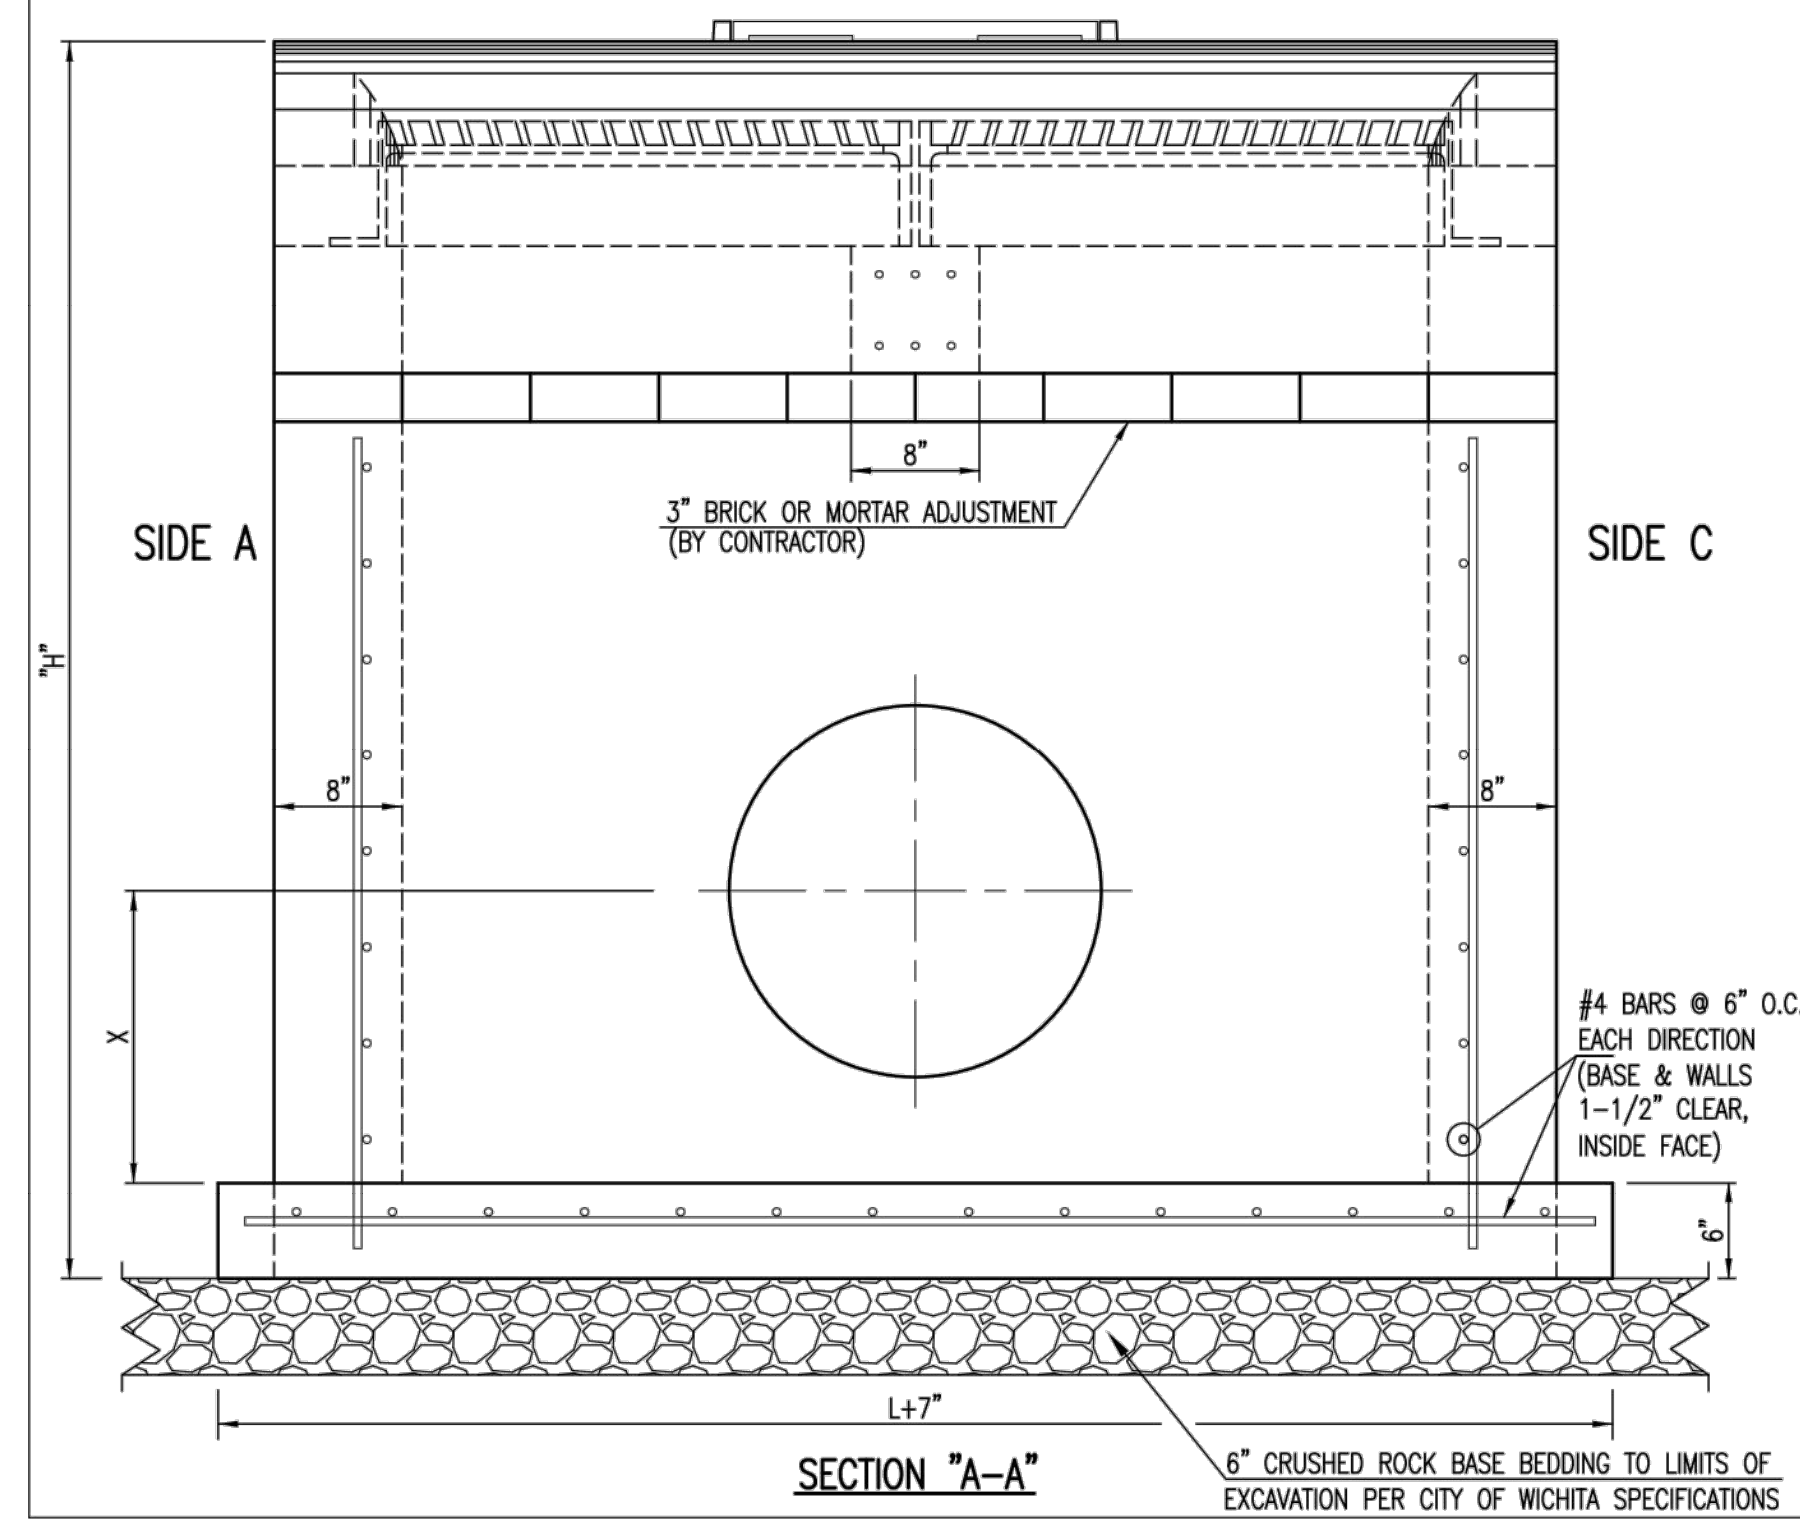 8”
3” BRICK OR MORTAR ADJUSTMENT
(BY CONTRACTOR)
SIDE A
SIDE C
”H”
8”
8”
X
#4 BARS @ 6” O.C.
EACH DIRECTION
(BASE & WALLS
1-1/2” CLEAR,
INSIDE FACE)
6”
L+7”
SECTION ”A-A”
6” CRUSHED ROCK BASE BEDDING TO LIMITS OF
EXCAVATION PER CITY OF WICHITA SPECIFICATIONS